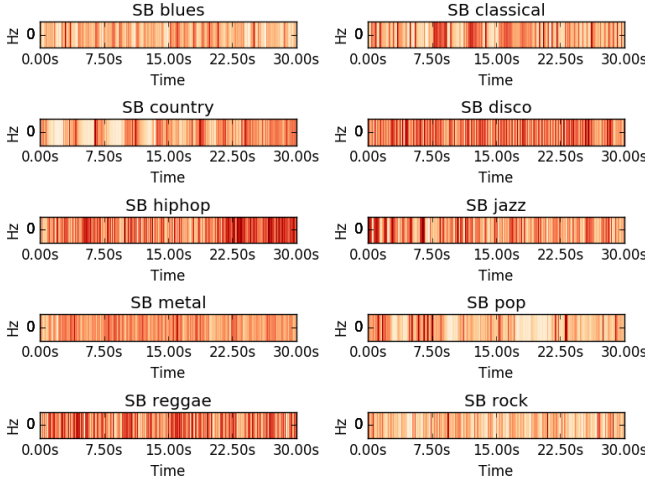 SB blues
Hz 0
0.00s 7.50s 15.00s 22.50s 30.00s
Time
SB classical
Hz 0
0.00s 7.50s 15.00s 22.50s 30.00s
Time
SB country
Hz 0
0.00s 7.50s 15.00s 22.50s 30.00s
Time
SB disco
Hz 0
0.00s 7.50s 15.00s 22.50s 30.00s
Time
SB hiphop
Hz 0
0.00s 7.50s 15.00s 22.50s 30.00s
Time
SB jazz
Hz 0
0.00s 7.50s 15.00s 22.50s 30.00s
Time
SB metal
Hz 0
0.00s 7.50s 15.00s 22.50s 30.00s
Time
SB pop
Hz 0
0.00s 7.50s 15.00s 22.50s 30.00s
Time
SB reggae
Hz 0
0.00s 7.50s 15.00s 22.50s 30.00s
Time
SB rock
Hz 0
0.00s 7.50s 15.00s 22.50s 30.00s
Time